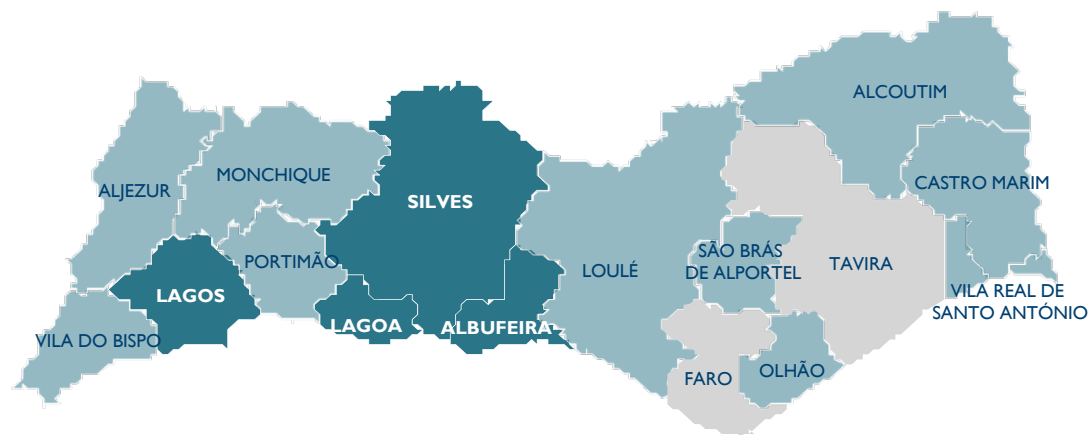 ALCOUTIM
MONCHIQUE
ALJEZUR
CASTRO MARIM
SILVES
SÃO BRÁS
DE ALPORTEL
PORTIMÃO
LOULÉ
TAVIRA
LAGOS
VILA REAL DE
SANTO ANTÓNIO
LAGOA
ALBUFEIRA
VILA DO BISPO
FARO
OLHÃO